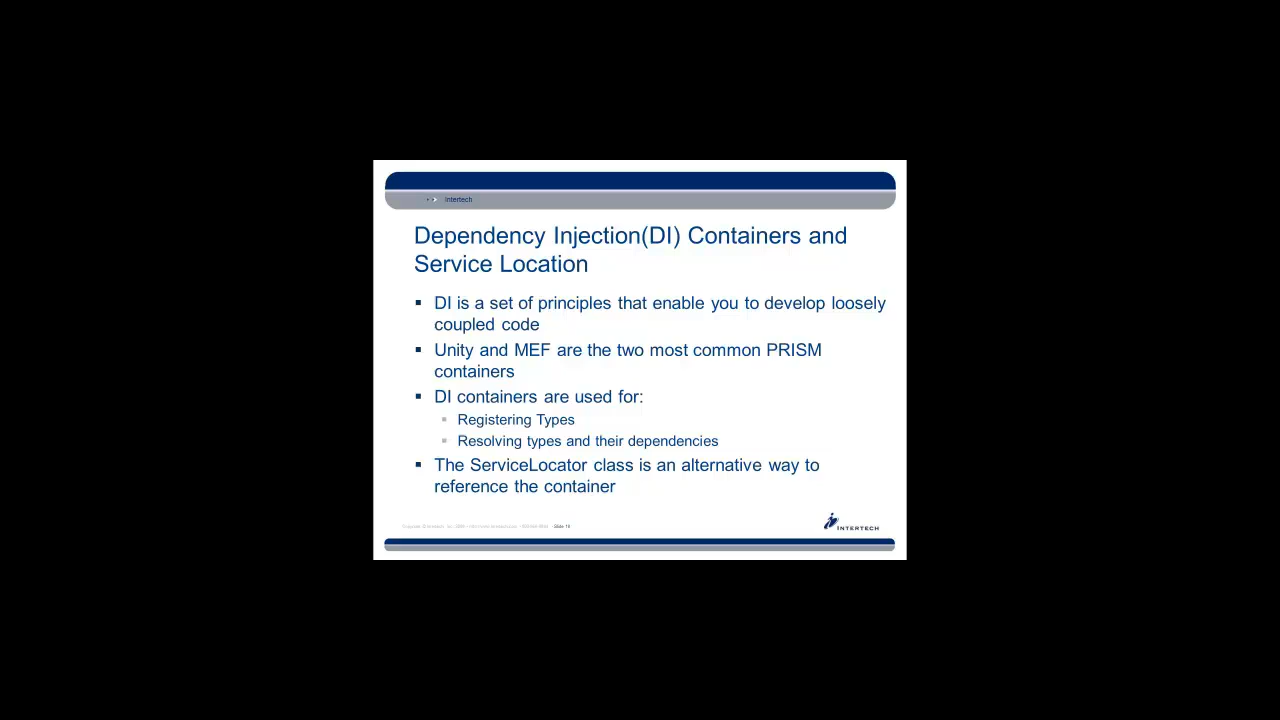 Intertech
Dependency Injection(DI) Containers and
Service Location
▪ DI is a set of principles that enable you to develop loosely
coupled code
▪ Unity and MEF are the two most common PRISM
containers
▪ DI containers are used for:
▪ Registering Types
▪ Resolving types and their dependencies
▪ The ServiceLocator class is an alternative way to
reference the container
Slide
INTERTECH